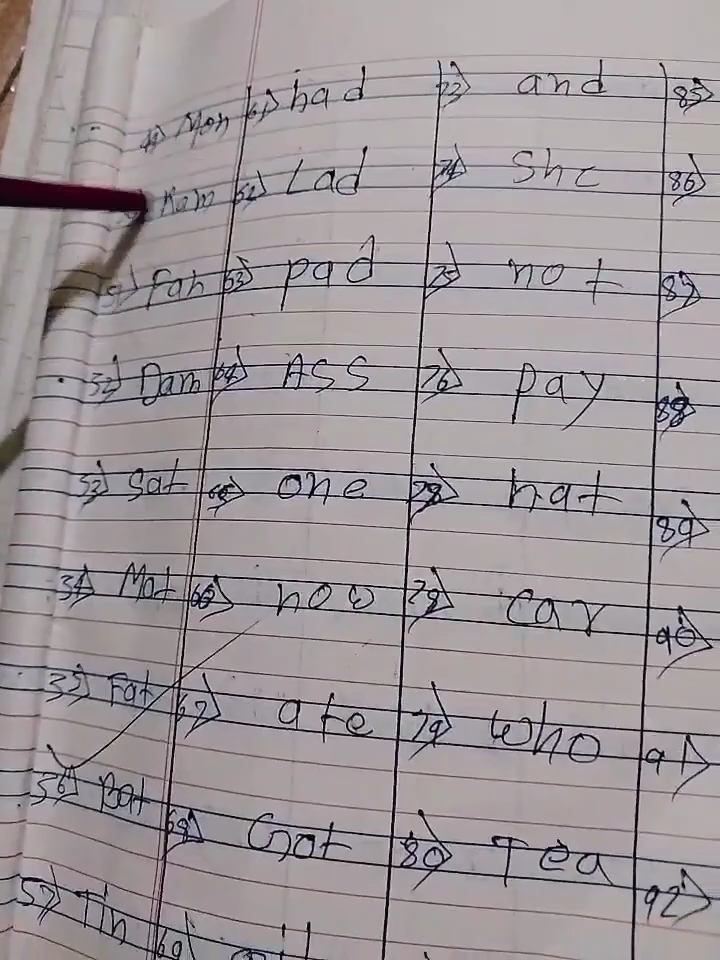 49) Man 61) had 73) and 85)
Ram 62) Lad 74) She 86)
51) Fan 63) pad 75) not 87)
52) Dam 64) ASS 76) pay 88)
53) Sat 65) one hat 89)
54) Mat 66) now 78) car 90)
55) Fat 67) ate 79) who 91)
56) Bat 68) Got 80) Tea 92)
57) Tin 69)